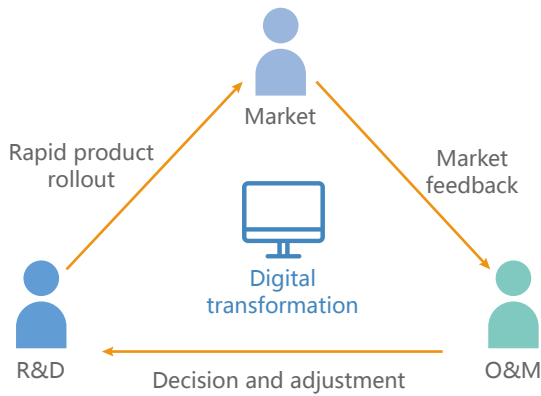 Market
Rapid product
rollout
Market
feedback
Digital
transformation
R&D
O&M
Decision and adjustment